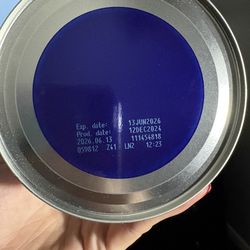 Exp. date: 13JUN2026
Prod. date: 12DEC2024
2026.06.13 111454818
059812 Z41 LN2 12:23